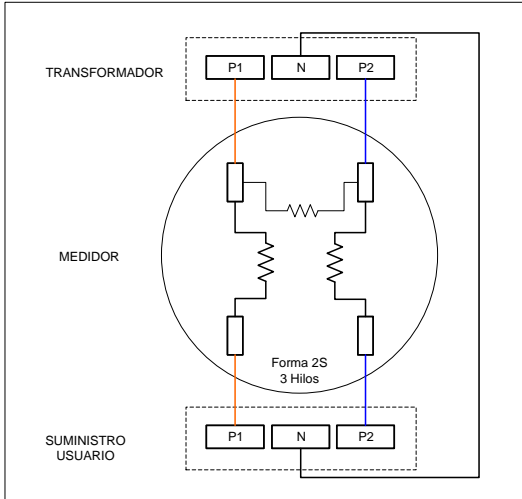 P1 N P2
TRANSFORMADOR
MEDIDOR
Forma 2S
3 Hilos
P1 N P2
SUMINISTRO
USUARIO